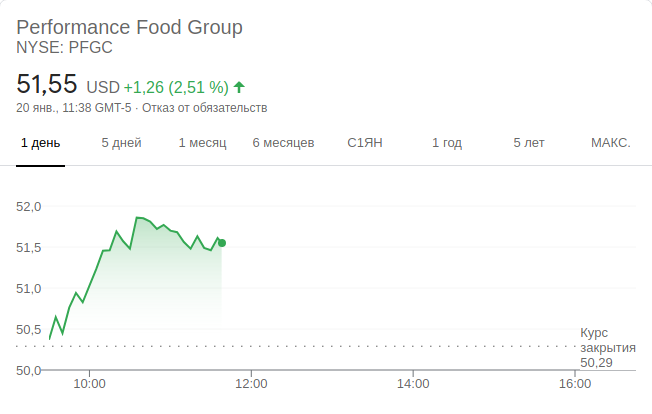 Performance Food Group
NYSE: PFGC
51,55 USD +1,26 (2,51 %)
20 янв., 11:38 GMT-5 · Отказ от обязательств
1 день 5 дней 1 месяц 6 месяцев С1ЯН 1 год 5 лет МАКС.
52,0
51,5
51,0
50,5
50,0
Курс
закрытия
50,29
10:00 12:00 14:00 16:00